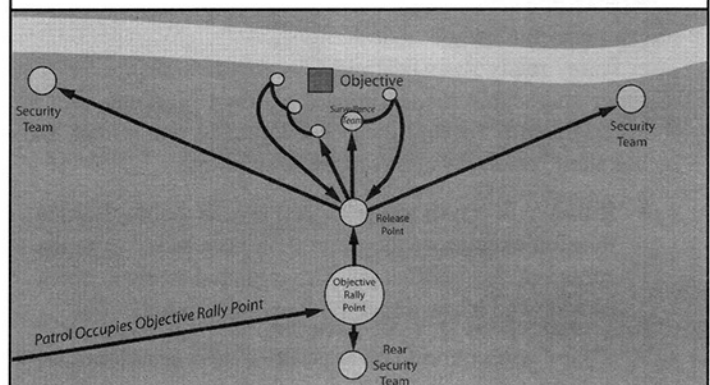 Objective
Security
Team
Surveillance
Team
Security
Team
Release
Point
Objective
Rally
Point
Patrol Occupies Objective Rally Point
Rear
Security
Team